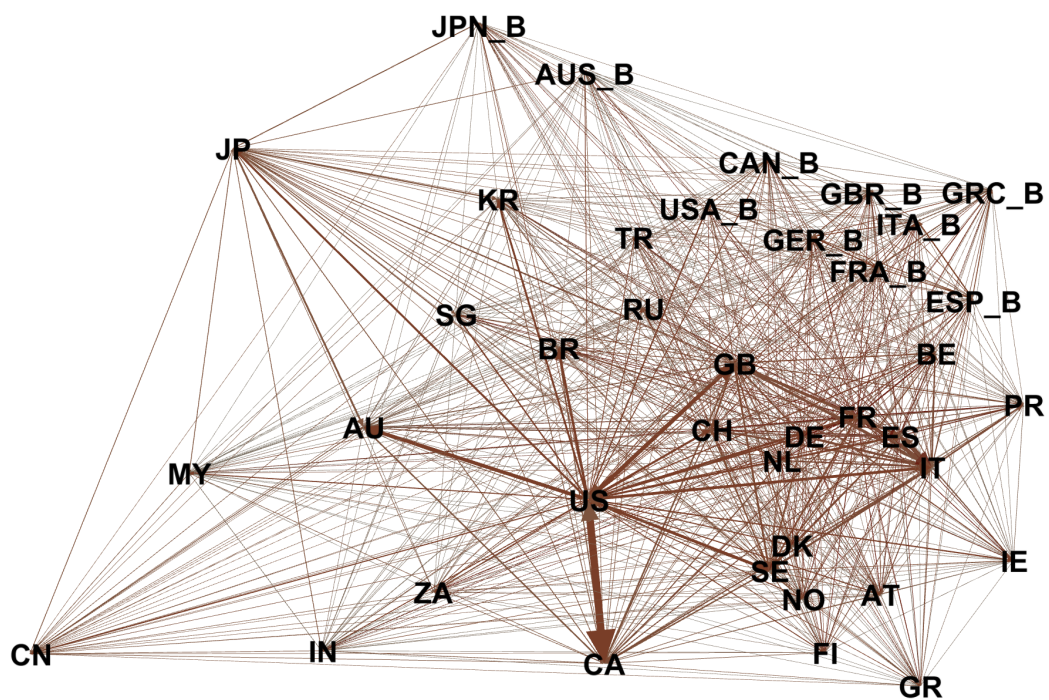 JPN_B
AUS_B
JP
CAN_B
KR
GBR_B
GRC_B
USA_B
ITA_B
TR
GER_B
FRA_B
ESP_B
SG
RU
BR
GB
BE
PR
FR
AU
CH
DE
ES
NL
IT
MY
US
DK
IE
SE
ZA
NO
AT
CN
IN
CA
FI
GR